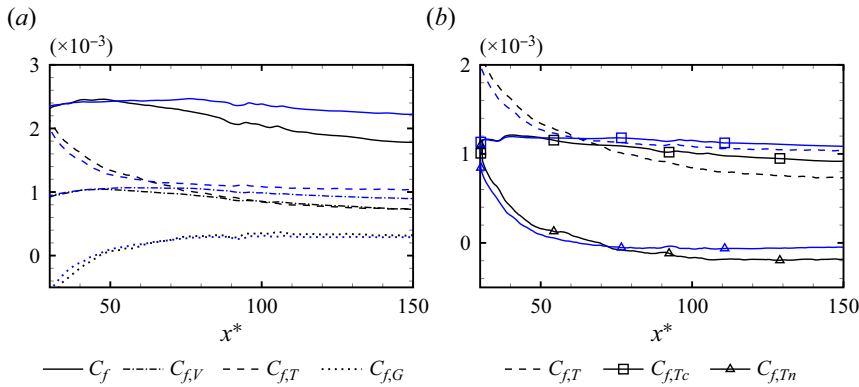 (a) (b)
(×10⁻³) (×10⁻³)
3 2
2 1
1 0
0
50 100 150 50 100 150
x* x*
C_f C_{f,V} C_{f,T} C_{f,G} C_{f,T} C_{f,Tc} C_{f,Tn}